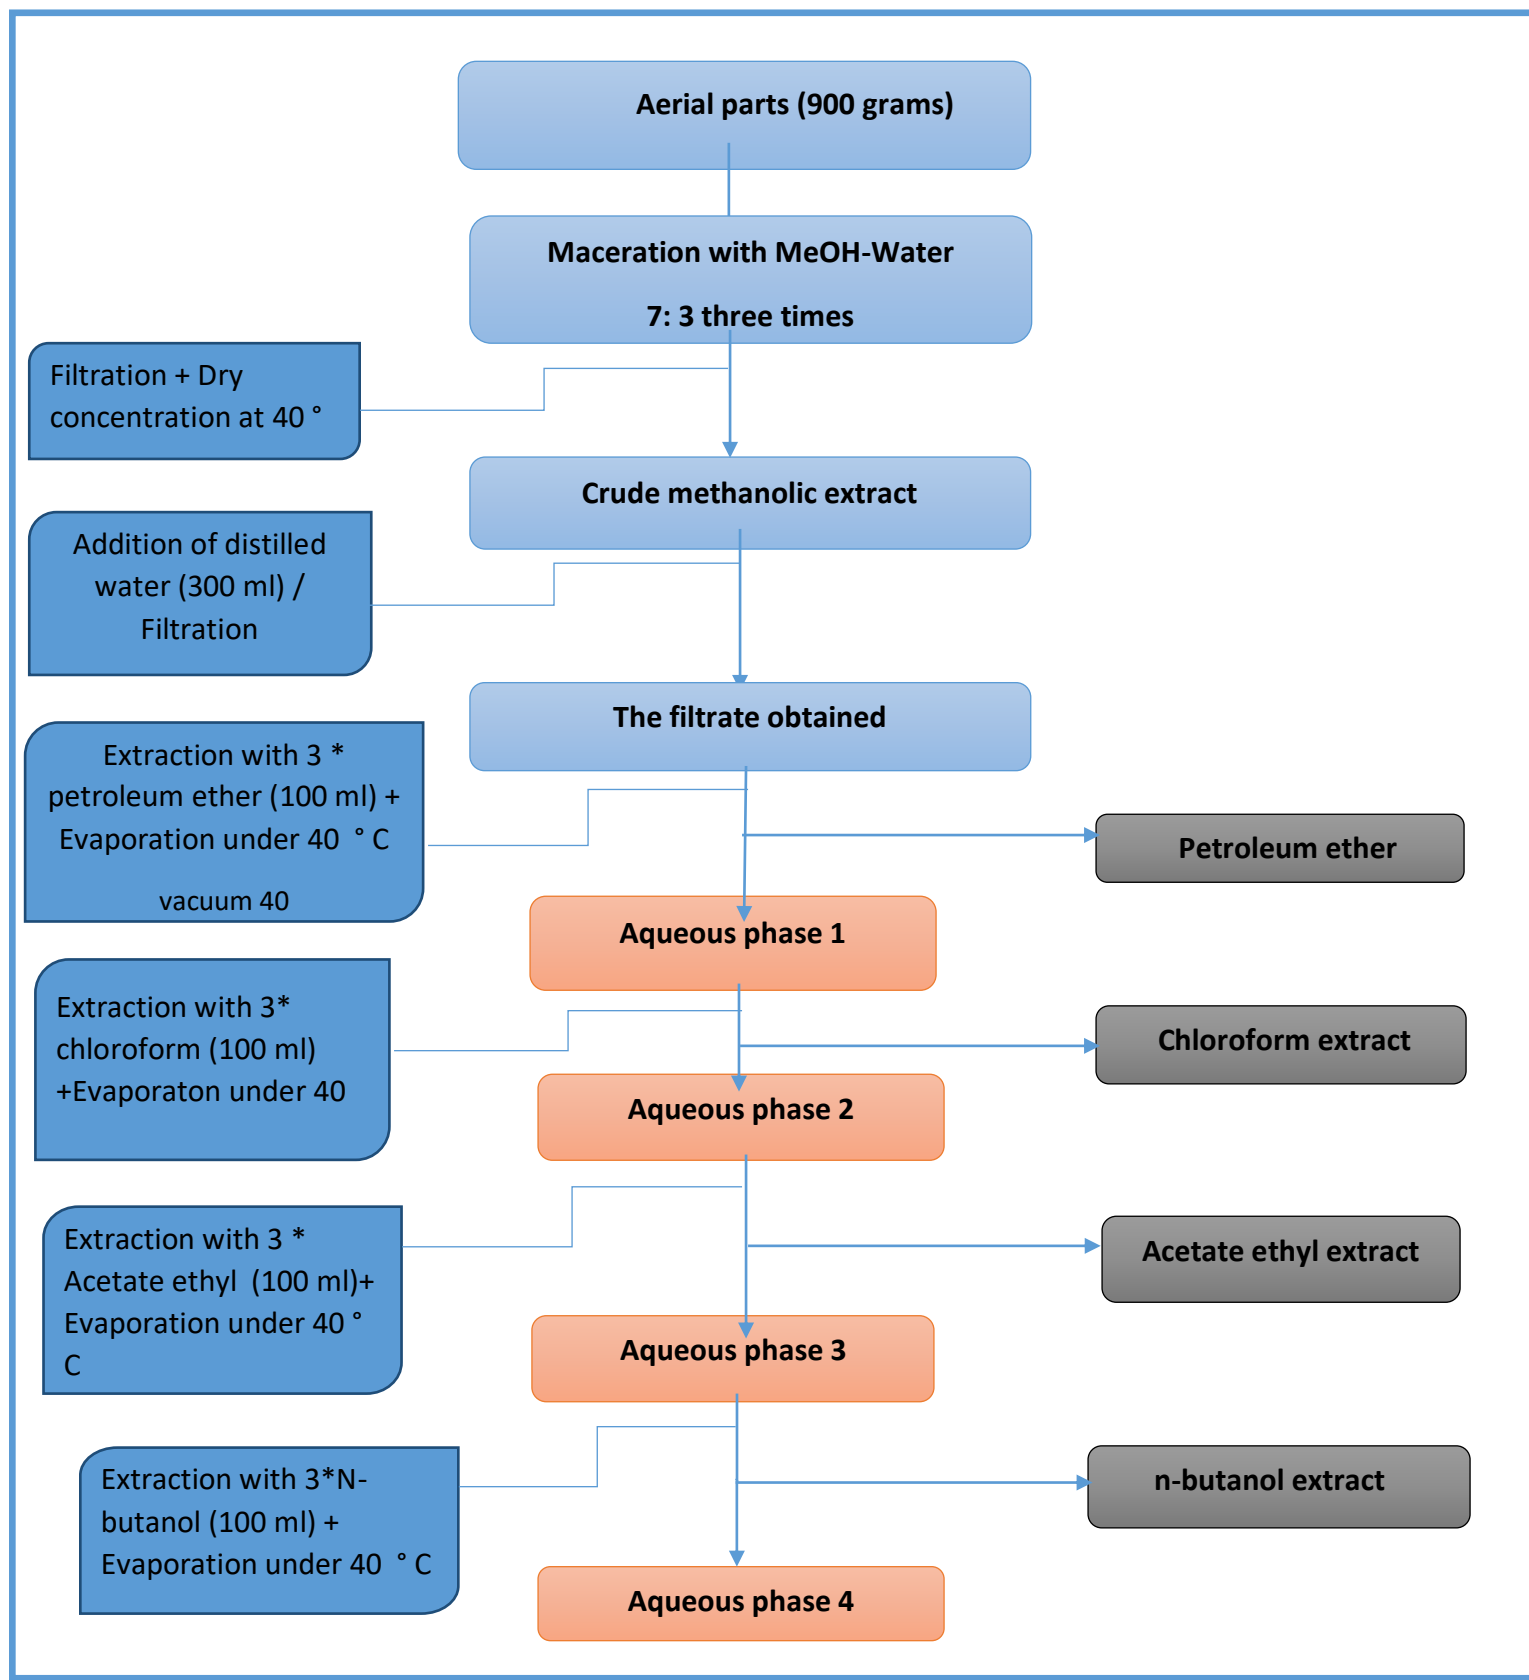 Aerial parts (900 grams)
Maceration with MeOH-Water
7: 3 three times
Filtration + Dry
concentration at 40 °
Crude methanolic extract
Addition of distilled
water (300 ml) /
Filtration
The filtrate obtained
Extraction with 3 *
petroleum ether (100 ml) +
Evaporation under 40 ° C
vacuum 40
Petroleum ether
Aqueous phase 1
Extraction with 3*
chloroform (100 ml)
+Evaporaton under 40
Chloroform extract
Aqueous phase 2
Extraction with 3 *
Acetate ethyl (100 ml)+
Evaporation under 40 °
C
Acetate ethyl extract
Aqueous phase 3
Extraction with 3*N-
butanol (100 ml) +
Evaporation under 40 ° C
n-butanol extract
Aqueous phase 4